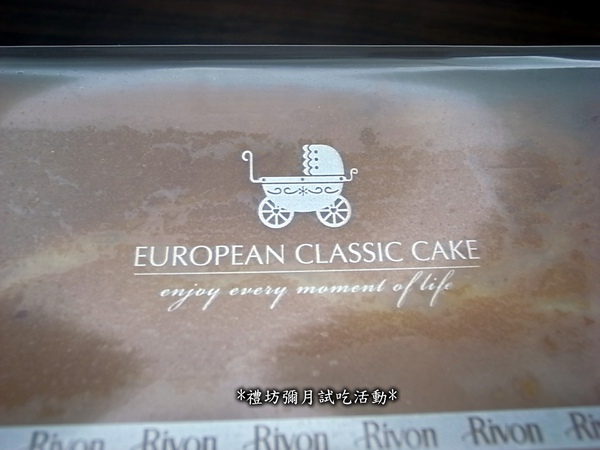 EUROPEAN CLASSIC CAKE
enjoy every moment of life
*禮坊彌月試吃活動*
Rivon Rivon Rivon Rivon Rivon Rivon